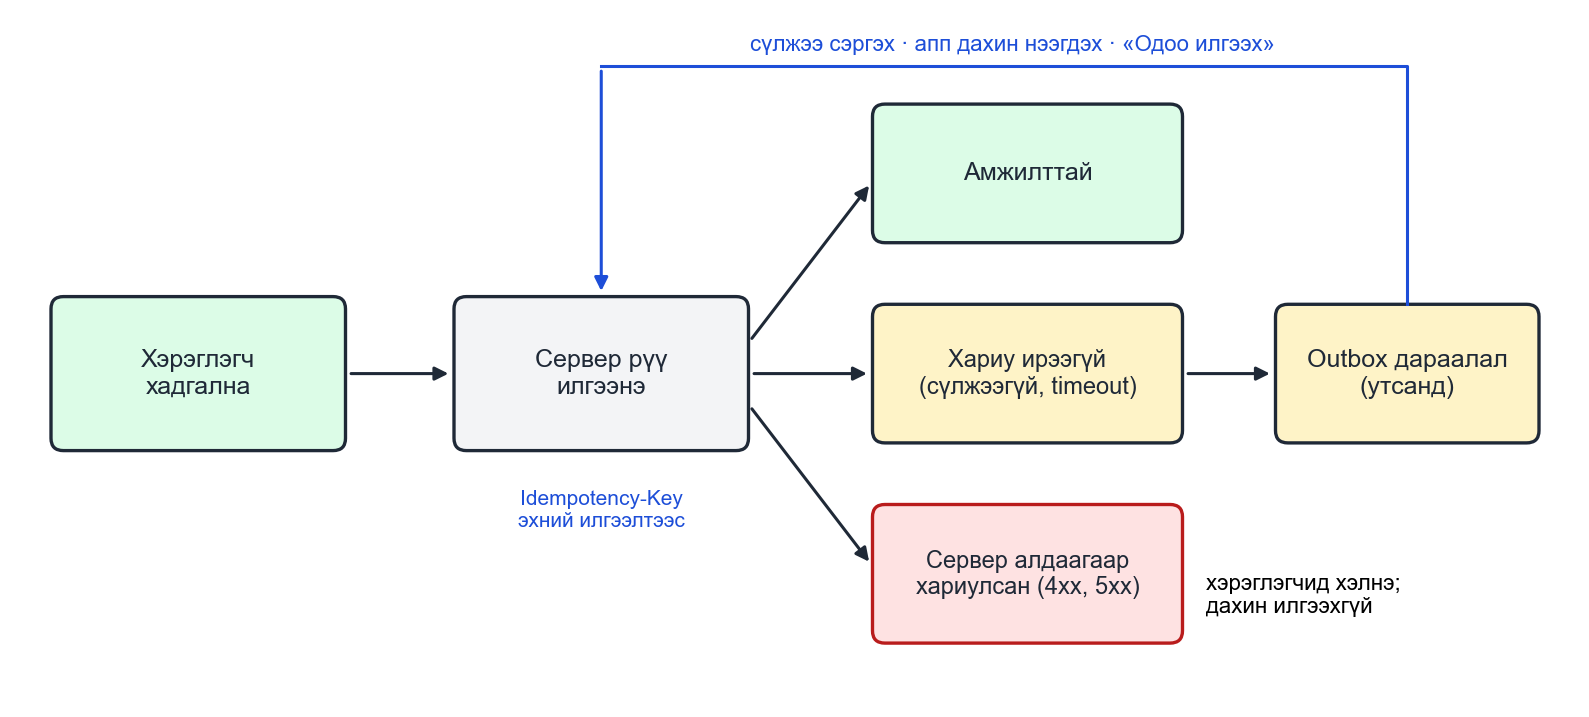 сүлжээ сэргэх · апп дахин нээгдэх · «Одоо илгээх»
Амжилттай
Хэрэглэгч
хадгална
Сервер рүү
илгээнэ
Хариу ирээгүй
(сүлжээгүй, timeout)
Outbox дараалал
(утсанд)
Idempotency-Key
эхний илгээлтээс
Сервер алдаагаар
хариулсан (4xx, 5xx)
хэрэглэгчид хэлнэ;
дахин илгээхгүй